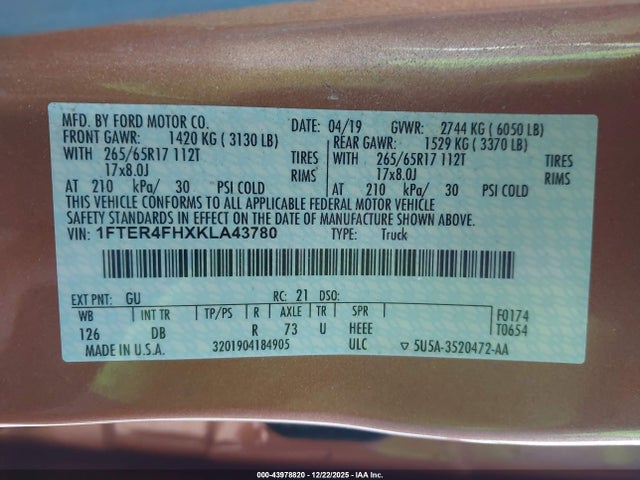 MFD. BY FORD MOTOR CO. DATE: 04/19 GVWR: 2744 KG ( 6050 LB)
FRONT GAWR: 1420 KG ( 3130 LB) REAR GAWR: 1529 KG ( 3370 LB)
WITH 265/65R17 112T TIRES WITH 265/65R17 112T TIRES
17x8.0J RIMS 17x8.0J RIMS
AT 210 kPa/ 30 PSI COLD AT 210 kPa/ 30 PSI COLD
THIS VEHICLE CONFORMS TO ALL APPLICABLE FEDERAL MOTOR VEHICLE
SAFETY STANDARDS IN EFFECT ON THE DATE OF MANUFACTURE SHOWN ABOVE.
VIN: 1FTER4FHXKLA43780 TYPE: Truck
EXT PNT: GU RC: 21 DSO:
WB INT TR TP/PS R AXLE TR SPR F0174
126 DB R 73 U HEEE T0654
MADE IN U.S.A. 3201904184905 ULC ▽ 5U5A-3520472-AA
000-43978820 - 12/22/2025 - IAA Inc.